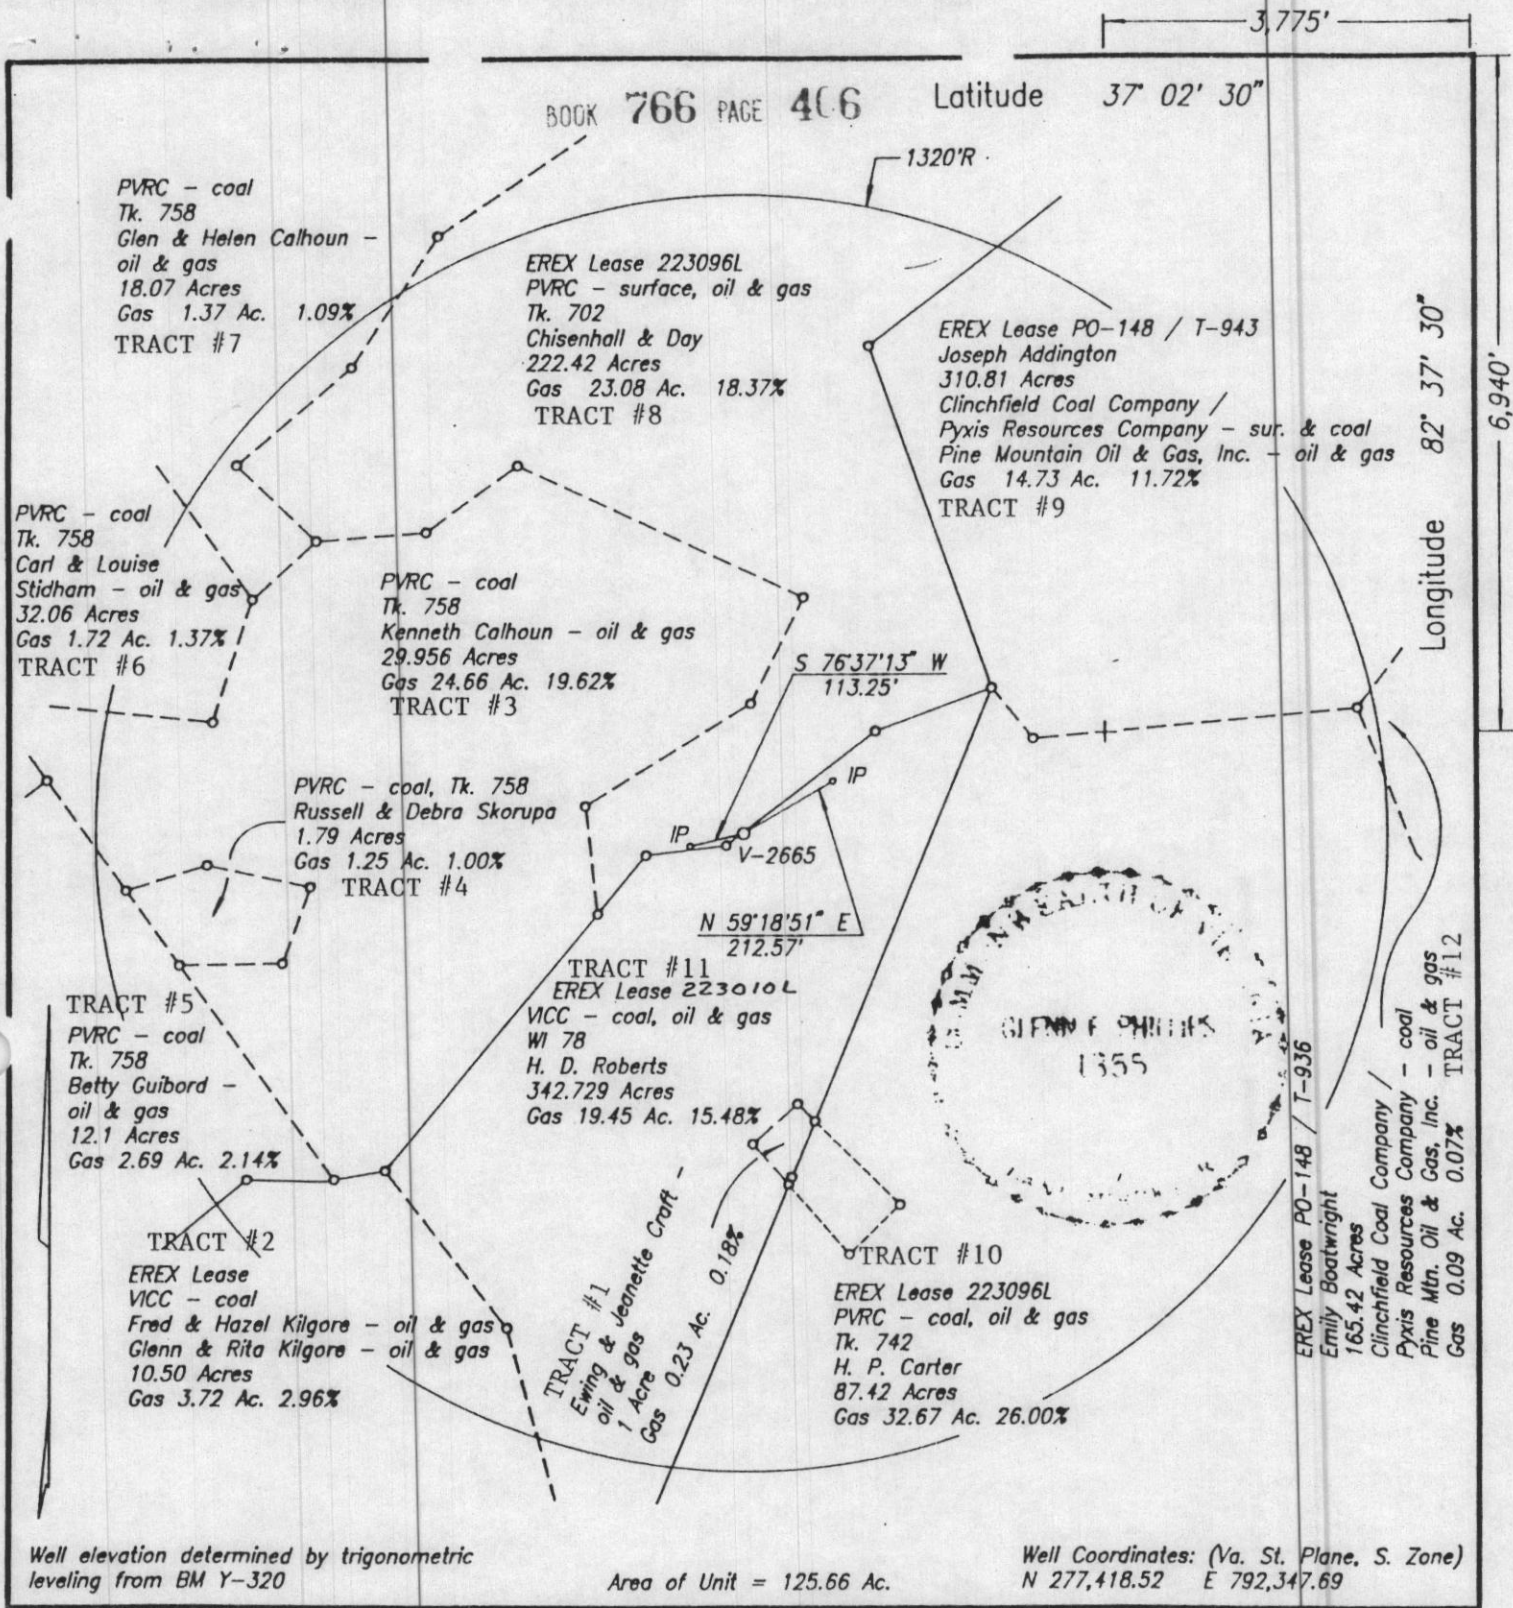 3,775'
BOOK 766 PAGE 406
Latitude 37° 02' 30"
1320'R
PVRC - coal
Tk. 758
Glen & Helen Calhoun -
oil & gas
18.07 Acres
Gas 1.37 Ac. 1.09%
TRACT #7
EREX Lease 223096L
PVRC - surface, oil & gas
Tk. 702
Chisenhall & Day
222.42 Acres
Gas 23.08 Ac. 18.37%
TRACT #8
EREX Lease PO-148 / T-943
Joseph Addington
310.81 Acres
Clinchfield Coal Company /
Pyxis Resources Company - sur. & coal
Pine Mountain Oil & Gas, Inc. - oil & gas
Gas 14.73 Ac. 11.72%
TRACT #9
Longitude 82° 37' 30"
6,940'
PVRC - coal
Tk. 758
Carl & Louise
Stidham - oil & gas
32.06 Acres
Gas 1.72 Ac. 1.37%
TRACT #6
PVRC - coal
Tk. 758
Kenneth Calhoun - oil & gas
29.956 Acres
Gas 24.66 Ac. 19.62%
TRACT #3
S 76°37'13" W
113.25'
PVRC - coal, Tk. 758
Russell & Debra Skorupa
1.79 Acres
Gas 1.25 Ac. 1.00%
TRACT #4
IP
IP
V-2665
N 59°18'51" E
212.57'
TRACT #11
EREX Lease 223010L
VICC - coal, oil & gas
WI 78
H. D. Roberts
342.729 Acres
Gas 19.45 Ac. 15.48%
GLENN F. PHILLIPS
1355
TRACT #5
PVRC - coal
Tk. 758
Betty Guibord -
oil & gas
12.1 Acres
Gas 2.69 Ac. 2.14%
TRACT #2
EREX Lease
VICC - coal
Fred & Hazel Kilgore - oil & gas
Glenn & Rita Kilgore - oil & gas
10.50 Acres
Gas 3.72 Ac. 2.96%
TRACT #1
Ewing & Jeanette Craft -
oil & gas
1 Acre
Gas 0.23 Ac. 0.18%
TRACT #10
EREX Lease 223096L
PVRC - coal, oil & gas
Tk. 742
H. P. Carter
87.42 Acres
Gas 32.67 Ac. 26.00%
EREX Lease PO-148 / T-936
Emily Boatwright
165.42 Acres
Clinchfield Coal Company /
Pyxis Resources Company - coal
Pine Mtn. Oil & Gas, Inc. - oil & gas
Gas 0.09 Ac. 0.07%
TRACT #12
Well elevation determined by trigonometric
leveling from BM Y-320
Area of Unit = 125.66 Ac.
Well Coordinates: (Va. St. Plane, S. Zone)
N 277,418.52 E 792,347.69